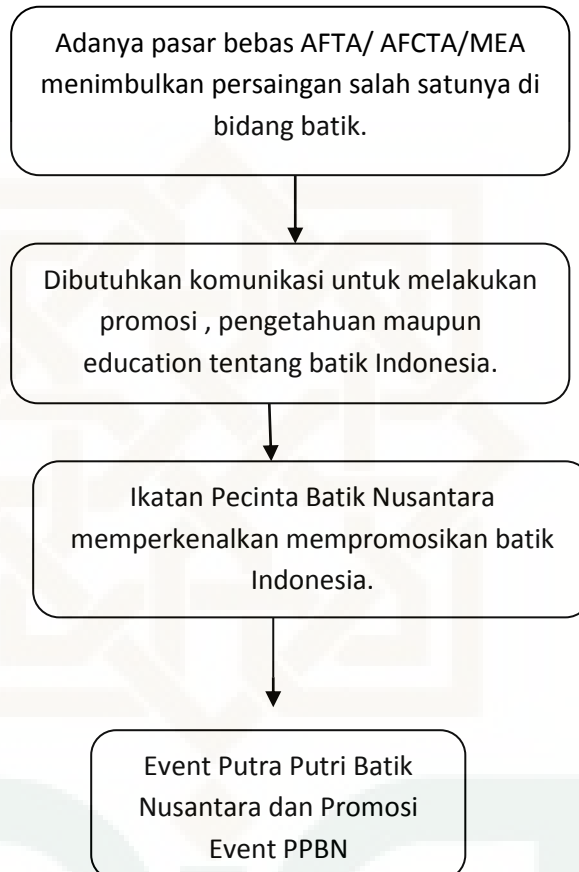 Adanya pasar bebas AFTA/ AFCTA/MEA
menimbulkan persaingan salah satunya di
bidang batik.
Dibutuhkan komunikasi untuk melakukan
promosi , pengetahuan maupun
education tentang batik Indonesia.
Ikatan Pecinta Batik Nusantara
memperkenalkan mempromosikan batik
Indonesia.
Event Putra Putri Batik
Nusantara dan Promosi
Event PPBN